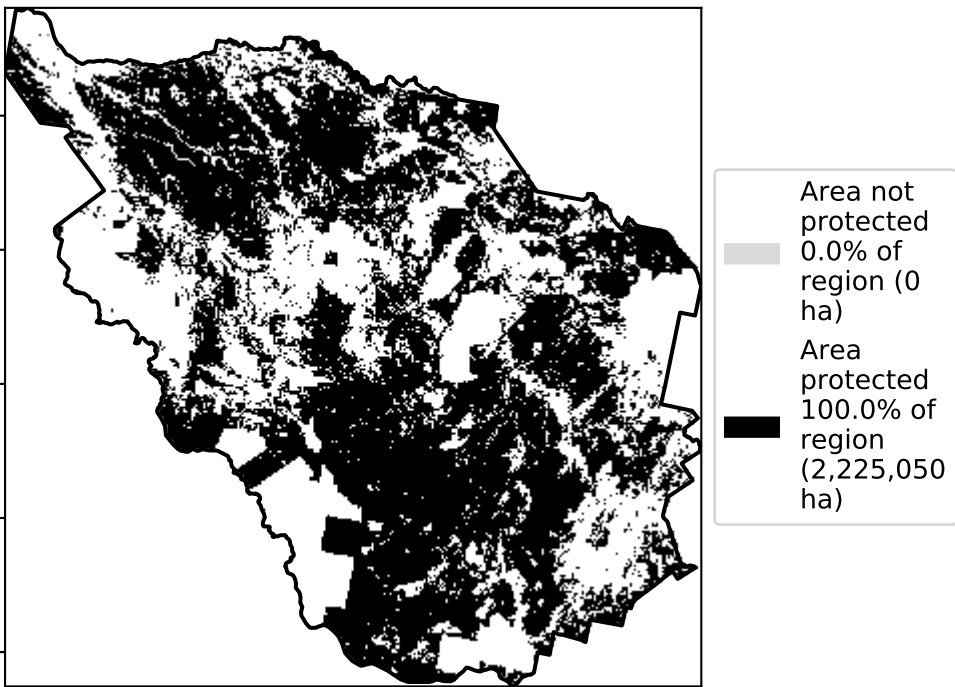 Area not
protected
0.0% of
region (0
ha)
Area
protected
100.0% of
region
(2,225,050
ha)